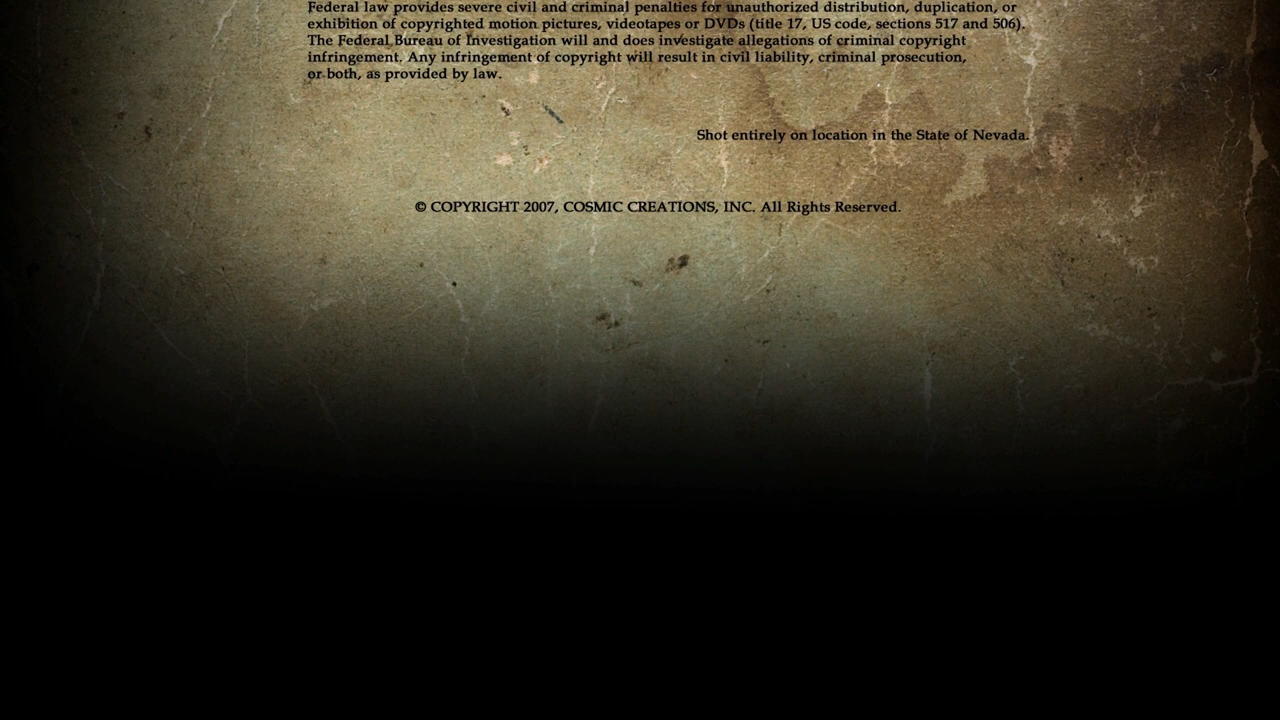 Federal law provides severe civil and criminal penalties for unauthorized distribution, duplication, or
exhibition of copyrighted motion pictures, videotapes or DVDs (title 17, US code, sections 517 and 506).
The Federal Bureau of Investigation will and does investigate allegations of criminal copyright
infringement. Any infringement of copyright will result in civil liability, criminal prosecution,
or both, as provided by law.
Shot entirely on location in the State of Nevada.
© COPYRIGHT 2007, COSMIC CREATIONS, INC. All Rights Reserved.